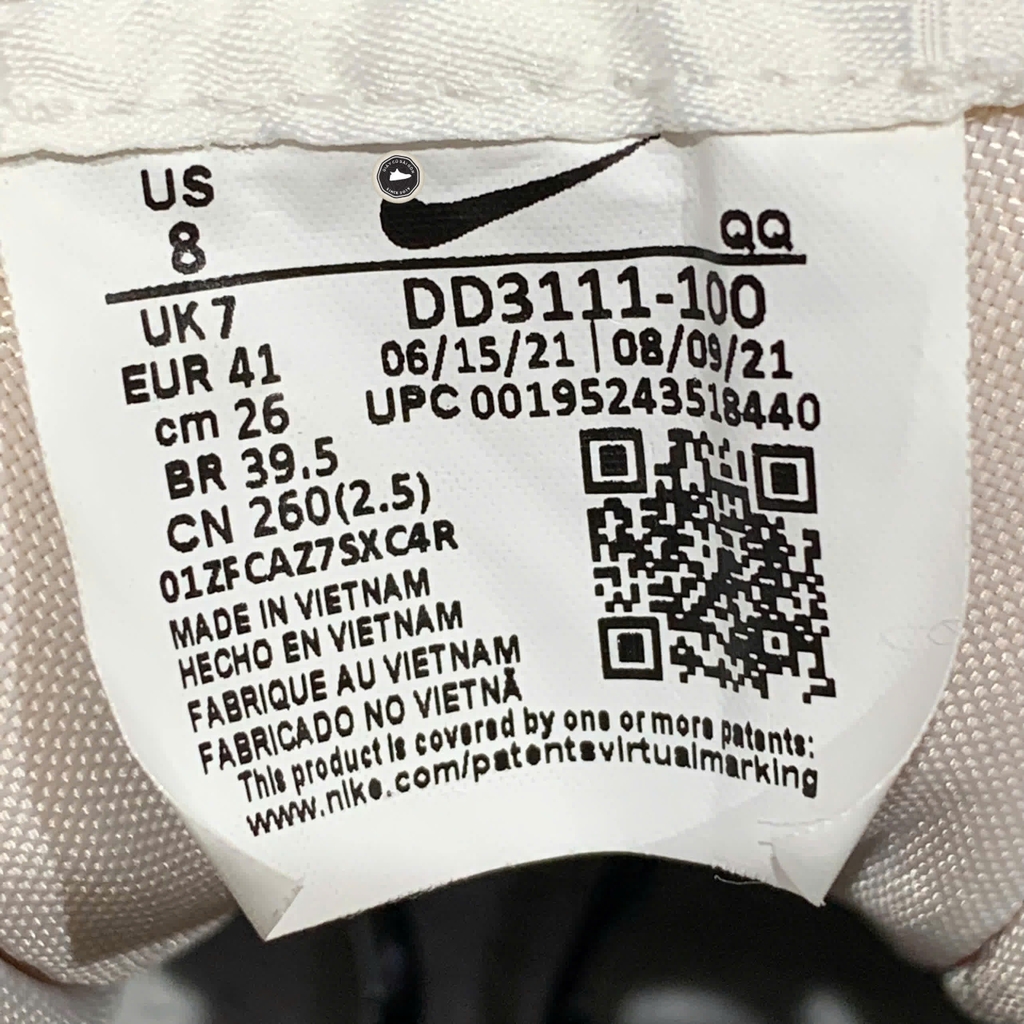 US
8
QQ
UK 7
EUR 41
cm 26
BR 39.5
CN 260(2.5)
01ZFCAZ7SXC4R
DD3111-100
06/15/21 | 08/09/21
UPC 00195243518440
MADE IN VIETNAM
HECHO EN VIETNAM
FABRIQUE AU VIETNAM
FABRICADO NO VIETNÃ
This product is covered by one or more patents:
www.nike.com/patentsvirtualmarking